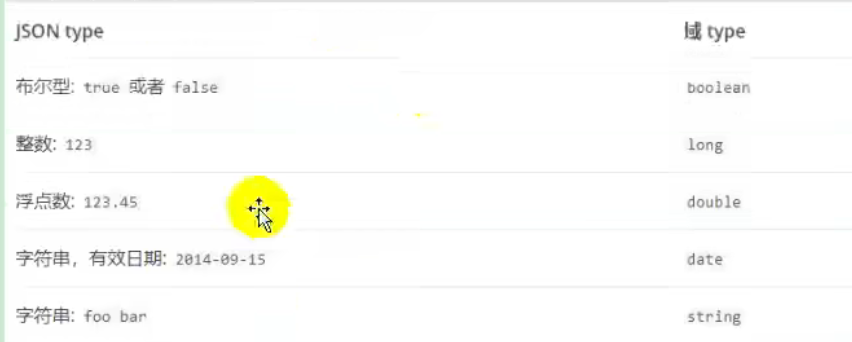 JSON type 域 type
布尔型: true 或者 false boolean
整数: 123 long
浮点数: 123.45 double
字符串，有效日期: 2014-09-15 date
字符串: foo bar string